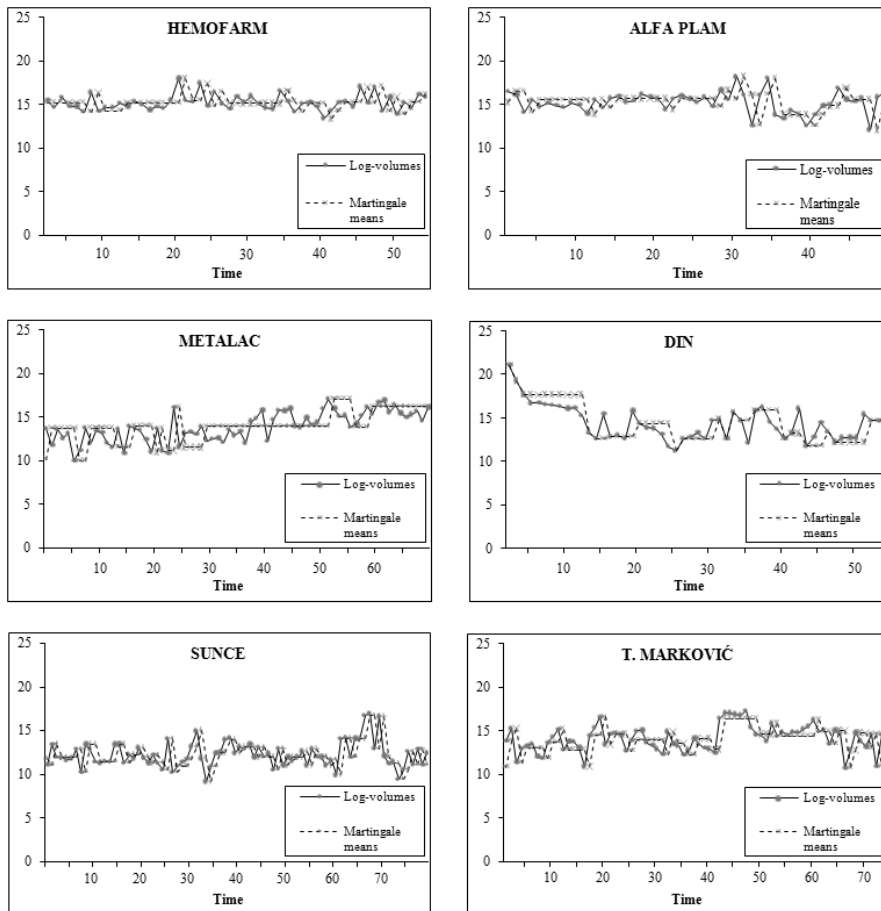 HEMOFARM
25
20
15
10
5
0
Log-volumes
Martingale
means
10 20 30 40 50
Time
ALFA PLAM
25
20
15
10
5
0
Log-volumes
Martingale
means
10 20 30 40
Time
METALAC
25
20
15
10
5
0
Log-volumes
Martingale
means
10 20 30 40 50 60
Time
DIN
25
20
15
10
5
0
Log-volumes
Martingale
means
10 20 30 40 50
Time
SUNCE
25
20
15
10
5
0
Log-volumes
Martingale
means
10 20 30 40 50 60 70
Time
T. MARKOVIĆ
25
20
15
10
5
0
Log-volumes
Martingale
means
10 20 30 40 50 60 70
Time